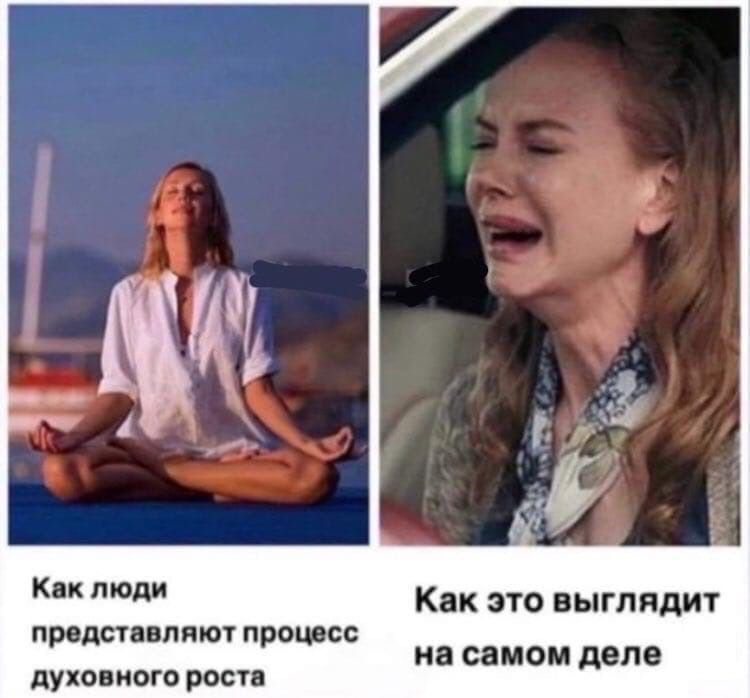 Как люди
представляют процесс
духовного роста
Как это выглядит
на самом деле